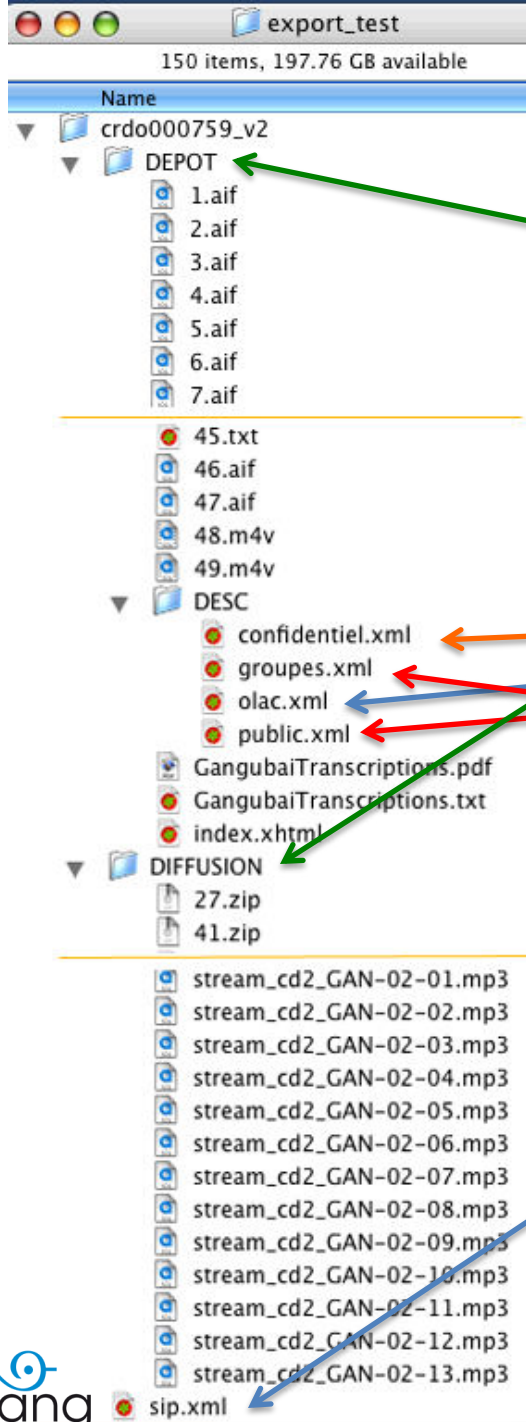 export_test
150 items, 197.76 GB available
Name
crdo000759_v2
DEPOT
1.aif
2.aif
3.aif
4.aif
5.aif
6.aif
7.aif
45.txt
46.aif
47.aif
48.m4v
49.m4v
DESC
confidentiel.xml
groupes.xml
olac.xml
public.xml
GangubaiTranscriptions.pdf
GangubaiTranscriptions.txt
index.xhtml
DIFFUSION
27.zip
41.zip
stream_cd2_GAN-02-01.mp3
stream_cd2_GAN-02-02.mp3
stream_cd2_GAN-02-03.mp3
stream_cd2_GAN-02-04.mp3
stream_cd2_GAN-02-05.mp3
stream_cd2_GAN-02-06.mp3
stream_cd2_GAN-02-07.mp3
stream_cd2_GAN-02-08.mp3
stream_cd2_GAN-02-09.mp3
stream_cd2_GAN-02-10.mp3
stream_cd2_GAN-02-11.mp3
stream_cd2_GAN-02-12.mp3
stream_cd2_GAN-02-13.mp3
sip.xml